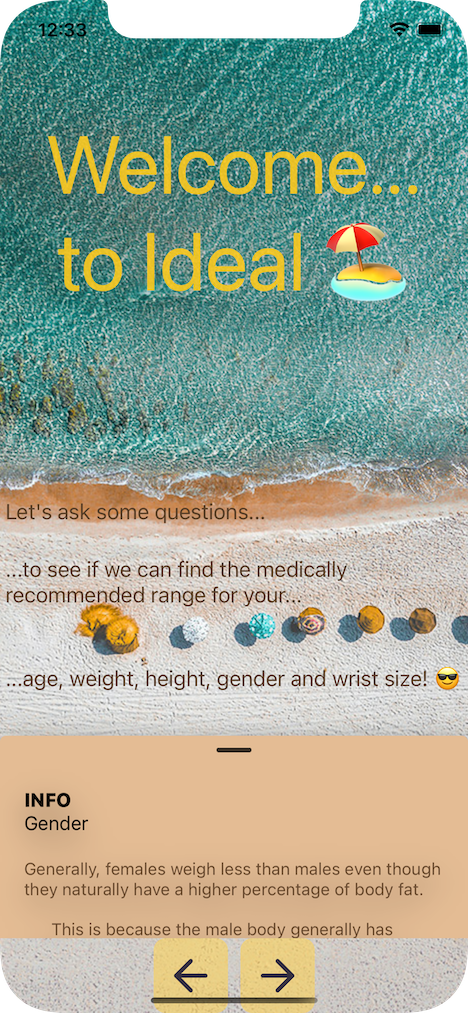 12:33
Welcome...
to Ideal 🏖️
Let's ask some questions...
...to see if we can find the medically
recommended range for your...
...age, weight, height, gender and wrist size! 😎
INFO
Gender
Generally, females weigh less than males even though
they naturally have a higher percentage of body fat.
This is because the male body generally has